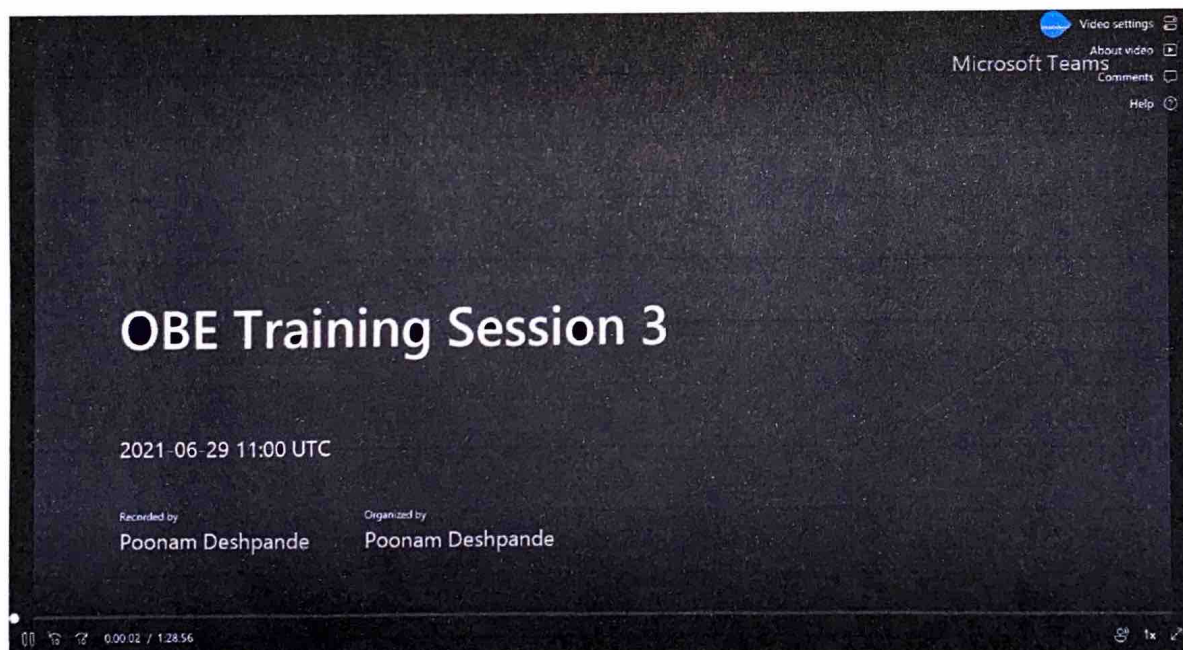 Video settings
About video
Microsoft Teams
Comments
Help
OBE Training Session 3
2021-06-29 11:00 UTC
Recorded by
Organized by
Poonam Deshpande
Poonam Deshpande
0:00:02 / 1:28:56
1x